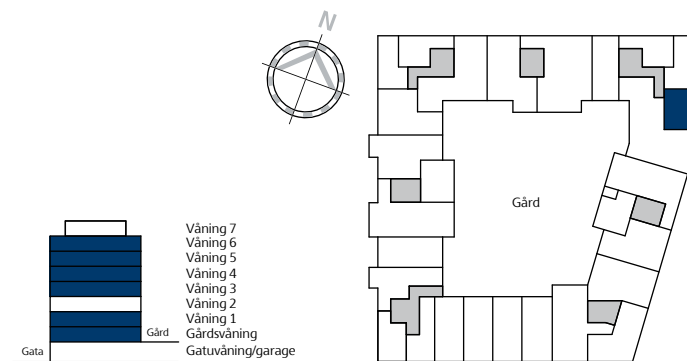 N
Gård
Våning 7
Våning 6
Våning 5
Våning 4
Våning 3
Våning 2
Våning 1
Gård Gårdsvåning
Gata Gatuvåning/garage